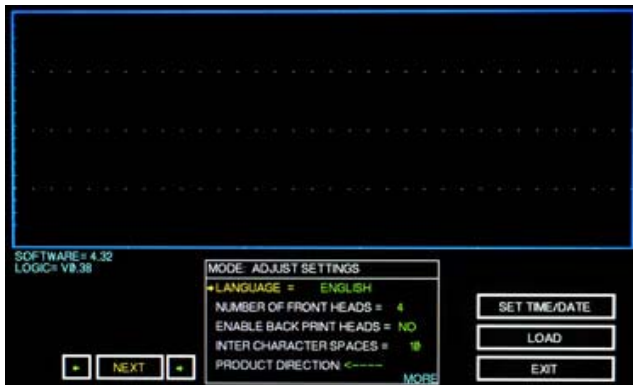 SOFTWARE= 4.32
LOGIC= V0.38
MODE: ADJUST SETTINGS
LANGUAGE = ENGLISH
NUMBER OF FRONT HEADS = 4
ENABLE BACK PRINT HEADS = NO
INTER CHARACTER SPACES = 10
PRODUCT DIRECTION <----
MORE
NEXT
SET TIME/DATE
LOAD
EXIT